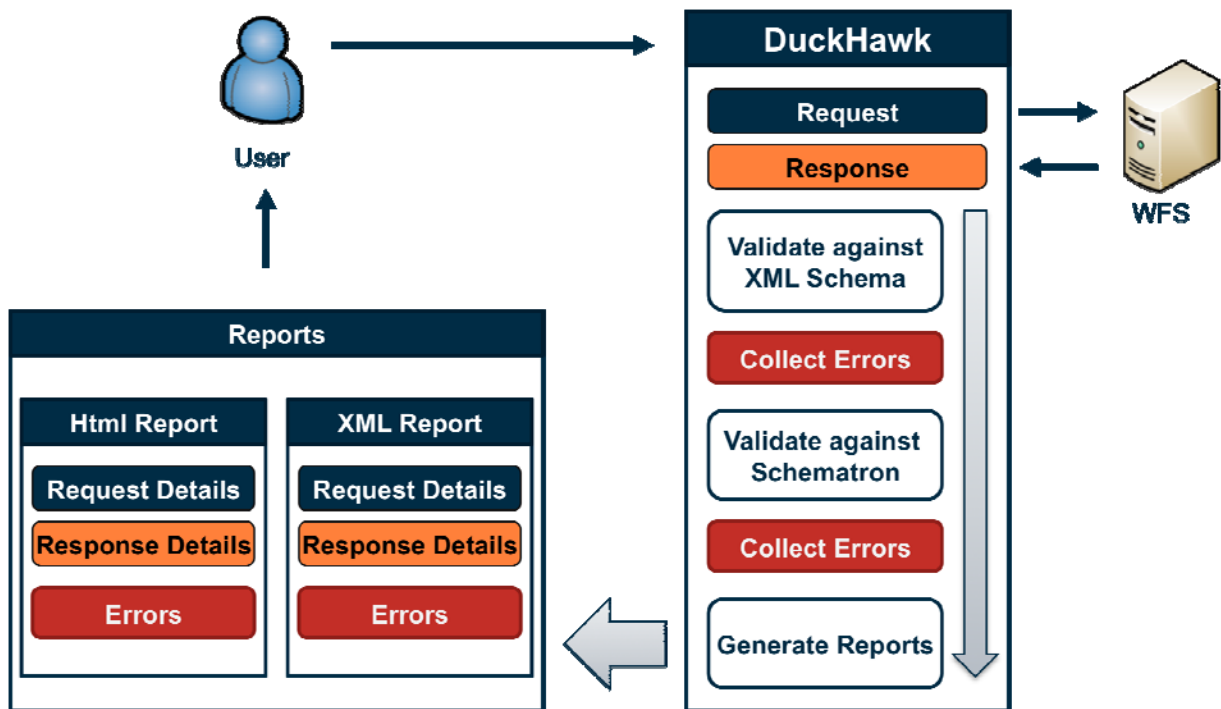 User
DuckHawk
Request
Response
WFS
Validate against
XML Schema
Collect Errors
Validate against
Schematron
Collect Errors
Generate Reports
Reports
Html Report
Request Details
Response Details
Errors
XML Report
Request Details
Response Details
Errors